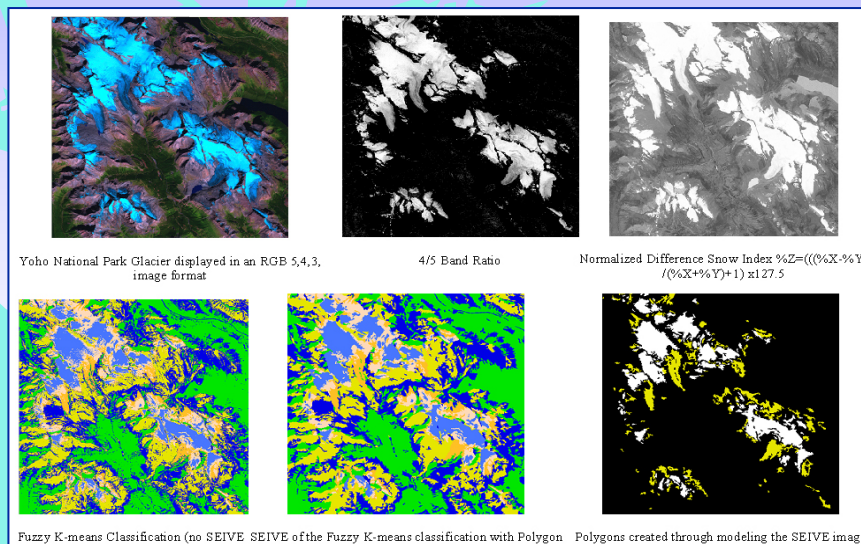 Yoho National Park Glacier displayed in an RGB 5,4,3,
image format
4/5 Band Ratio
Normalized Difference Snow Index %Z=(((%X-%Y
/(%X+%Y)+1) x127.5
Fuzzy K-means Classification (no SEIVE
SEIVE of the Fuzzy K-means classification with Polygon
Polygons created through modeling the SEIVE imag